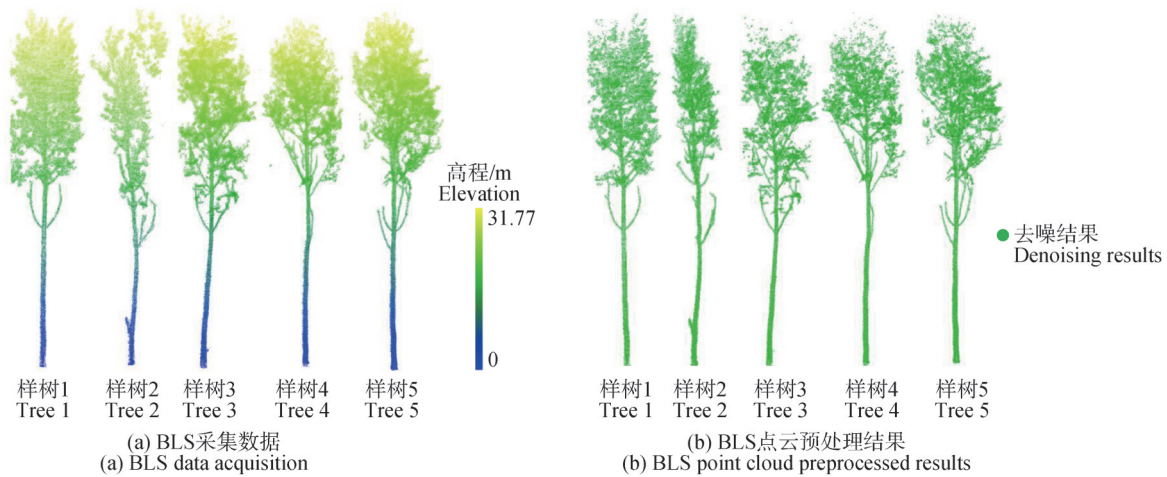 高程/m
Elevation
31.77
0
样树1
Tree 1
样树2
Tree 2
样树3
Tree 3
样树4
Tree 4
样树5
Tree 5
(a) BLS采集数据
(a) BLS data acquisition
去噪结果
Denoising results
样树1
Tree 1
样树2
Tree 2
样树3
Tree 3
样树4
Tree 4
样树5
Tree 5
(b) BLS点云预处理结果
(b) BLS point cloud preprocessed results